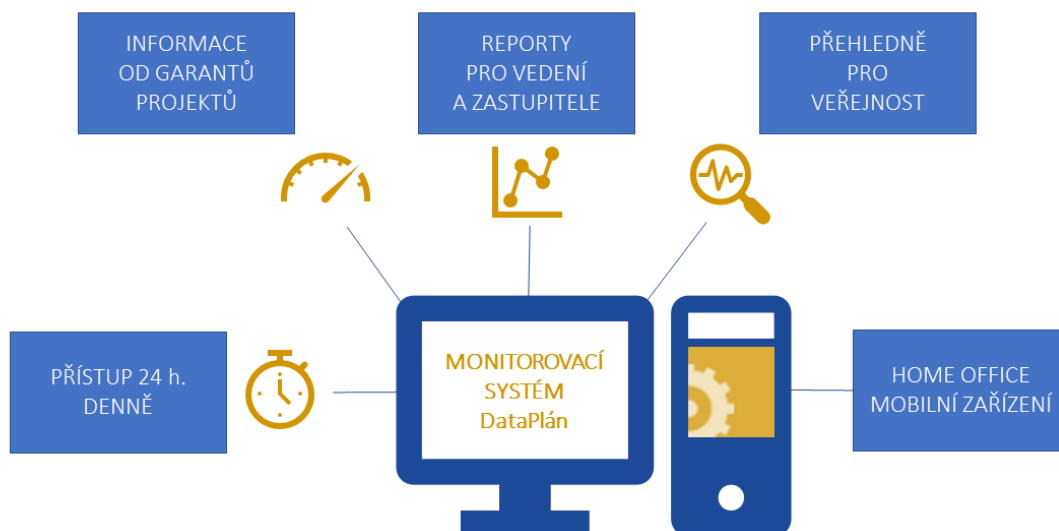 INFORMACE
OD GARANTŮ
PROJEKTŮ
REPORTY
PRO VEDENÍ
A ZASTUPITELE
PŘEHLEDNĚ
PRO
VEŘEJNOST
PŘÍSTUP 24 h.
DENNĚ
MONITOROVACÍ
SYSTÉM
DataPlán
HOME OFFICE
MOBILNÍ ZAŘÍZENÍ